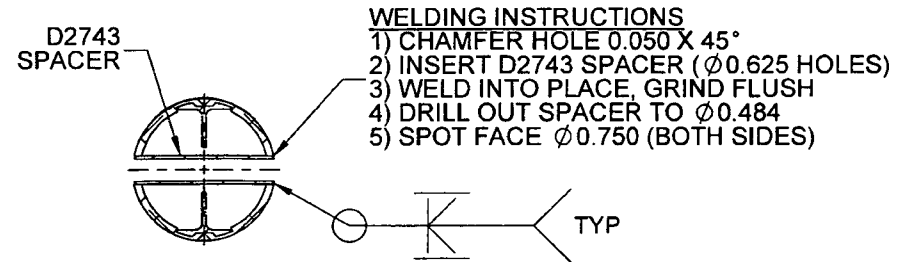 WELDING INSTRUCTIONS
1) CHAMFER HOLE 0.050 X 45°
2) INSERT D2743 SPACER (∅0.625 HOLES)
3) WELD INTO PLACE, GRIND FLUSH
4) DRILL OUT SPACER TO ∅0.484
5) SPOT FACE ∅0.750 (BOTH SIDES)
D2743
SPACER
TYP